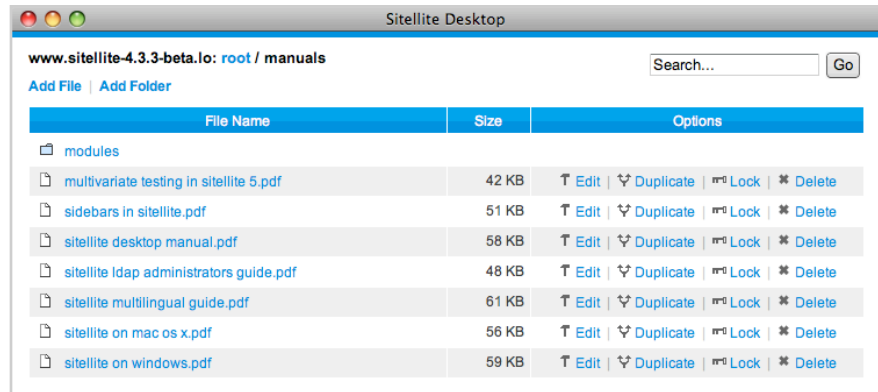 Sitellite Desktop
www.sitellite-4.3.3-beta.lo: root / manuals
Search... Go
Add File | Add Folder
File Name Size Options
modules
multivariate testing in sitellite 5.pdf 42 KB Edit | Duplicate | Lock | Delete
sidebars in sitellite.pdf 51 KB Edit | Duplicate | Lock | Delete
sitellite desktop manual.pdf 58 KB Edit | Duplicate | Lock | Delete
sitellite ldap administrators guide.pdf 48 KB Edit | Duplicate | Lock | Delete
sitellite multilingual guide.pdf 61 KB Edit | Duplicate | Lock | Delete
sitellite on mac os x.pdf 56 KB Edit | Duplicate | Lock | Delete
sitellite on windows.pdf 59 KB Edit | Duplicate | Lock | Delete